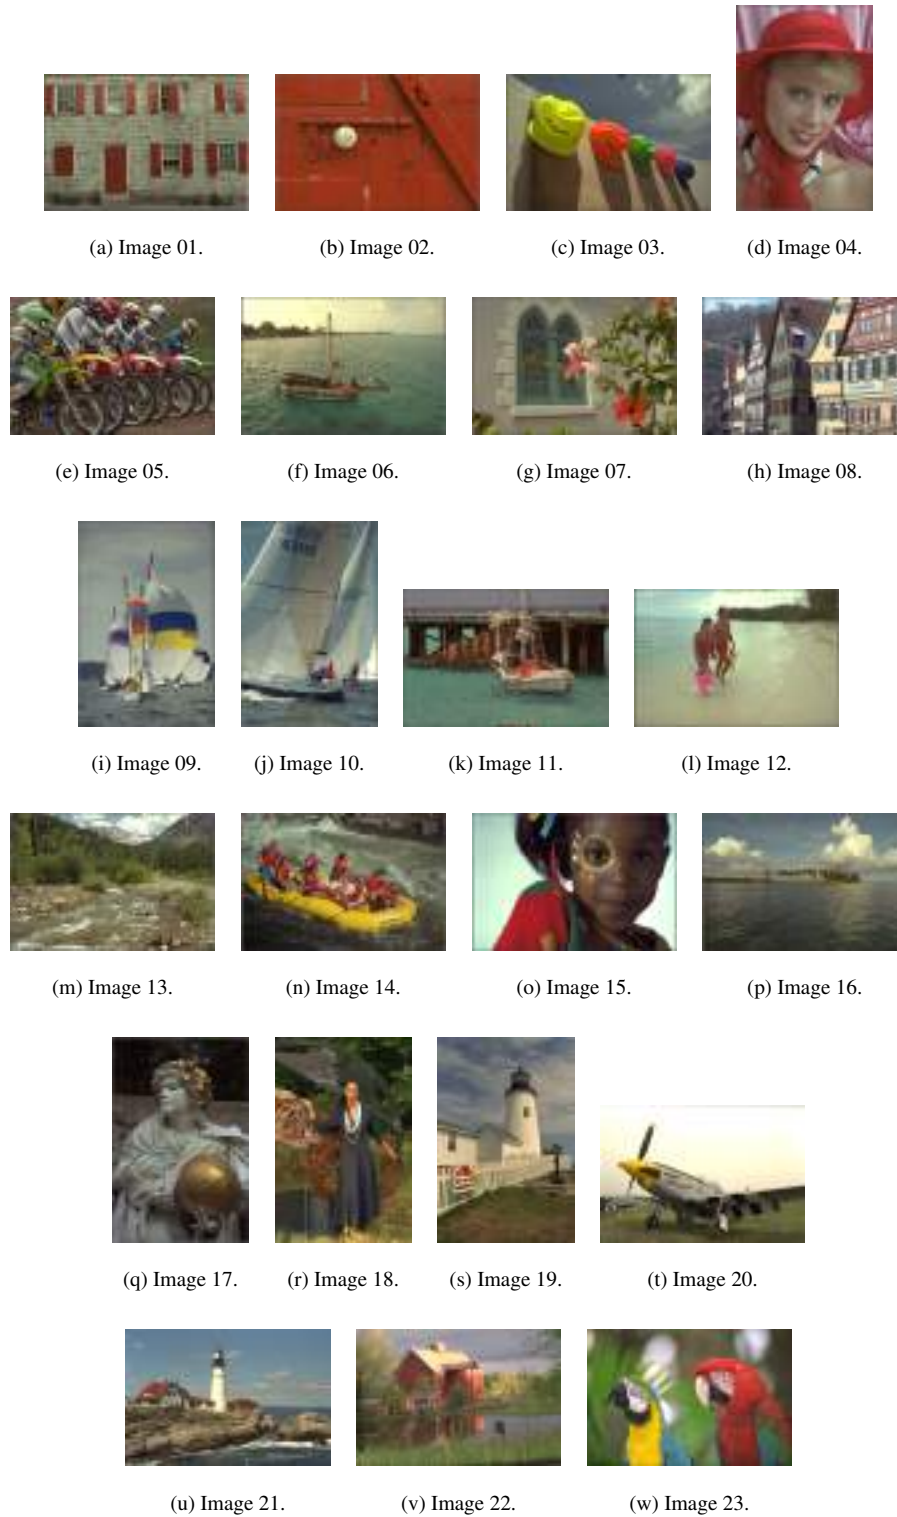 (a) Image 01.
(b) Image 02.
(c) Image 03.
(d) Image 04.
(e) Image 05.
(f) Image 06.
(g) Image 07.
(h) Image 08.
(i) Image 09.
(j) Image 10.
(k) Image 11.
(l) Image 12.
(m) Image 13.
(n) Image 14.
(o) Image 15.
(p) Image 16.
(q) Image 17.
(r) Image 18.
(s) Image 19.
(t) Image 20.
(u) Image 21.
(v) Image 22.
(w) Image 23.